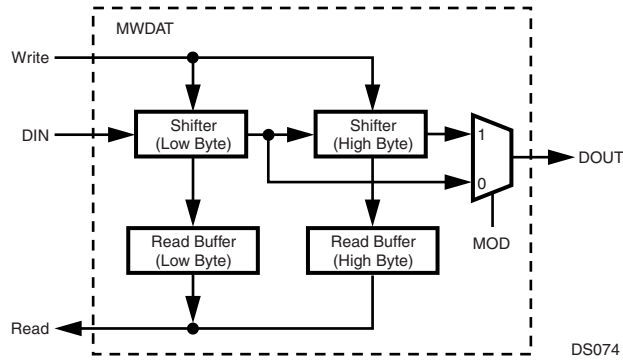 MWDAT
Write
DIN
Shifter
(Low Byte)
Shifter
(High Byte)
1
0
DOUT
Read Buffer
(Low Byte)
Read Buffer
(High Byte)
MOD
Read
DS074